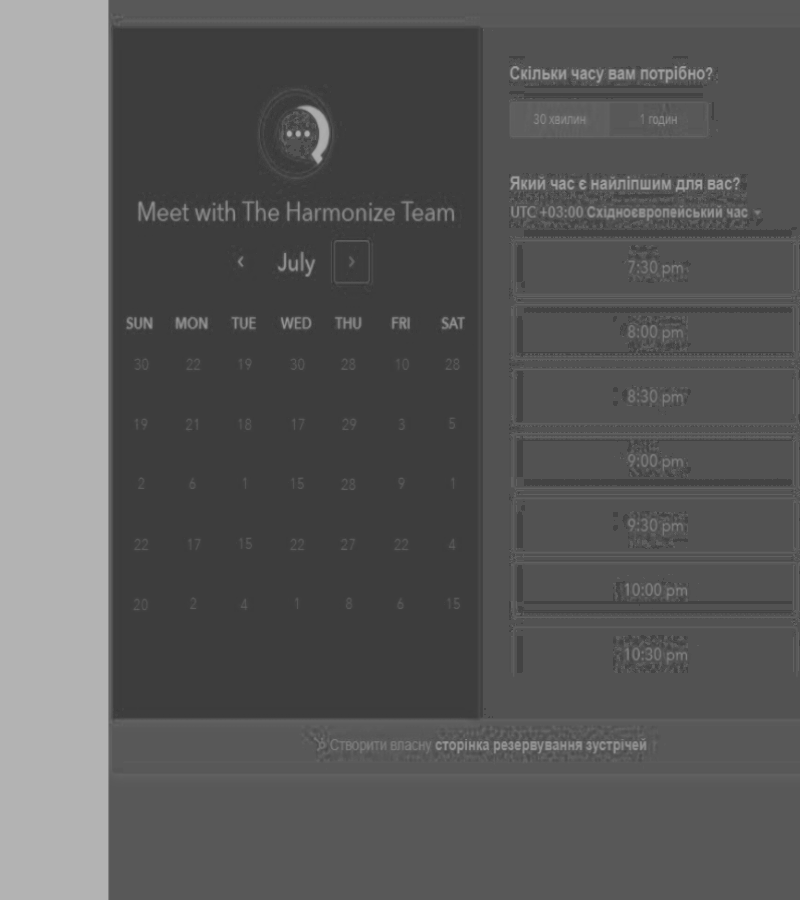 Meet with The Harmonize Team
July
SUN MON TUE WED THU FRI SAT
30 22 19 30 28 10 28
19 21 18 17 29 3 5
2 6 1 15 28 9 1
22 17 15 22 27 22 4
20 2 4 1 8 6 15
Скільки часу вам потрібно?
30 хвилин 1 годин
Який час є найліпшим для вас?
UTC +03:00 Східноєвропейський час
7:30 pm
8:00 pm
8:30 pm
9:00 pm
9:30 pm
10:00 pm
10:30 pm
Створити власну сторінка резервування зустрічей